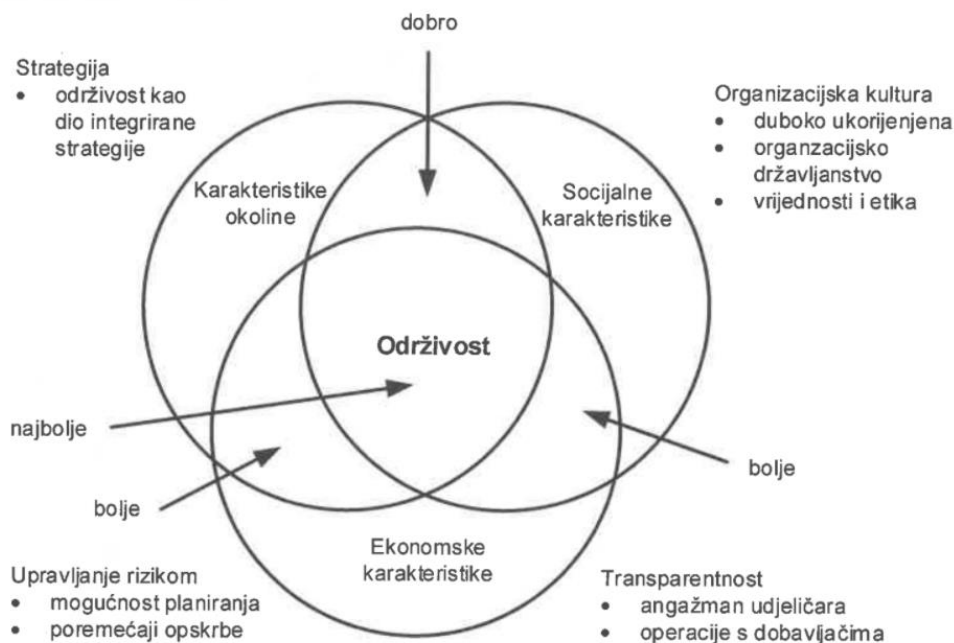 dobro
Strategija
• održivost kao
dio integrirane
strategije
Organizacijska kultura
• duboko ukorijenjena
• organzacijsko
državljanstvo
• vrijednosti i etika
Karakteristike
okoline
Socijalne
karakteristike
Održivost
najbolje
bolje
bolje
Ekonomske
karakteristike
Upravljanje rizikom
• mogućnost planiranja
• poremećaji opskrbe
Transparentnost
• angažman udjeličara
• operacije s dobavljačima